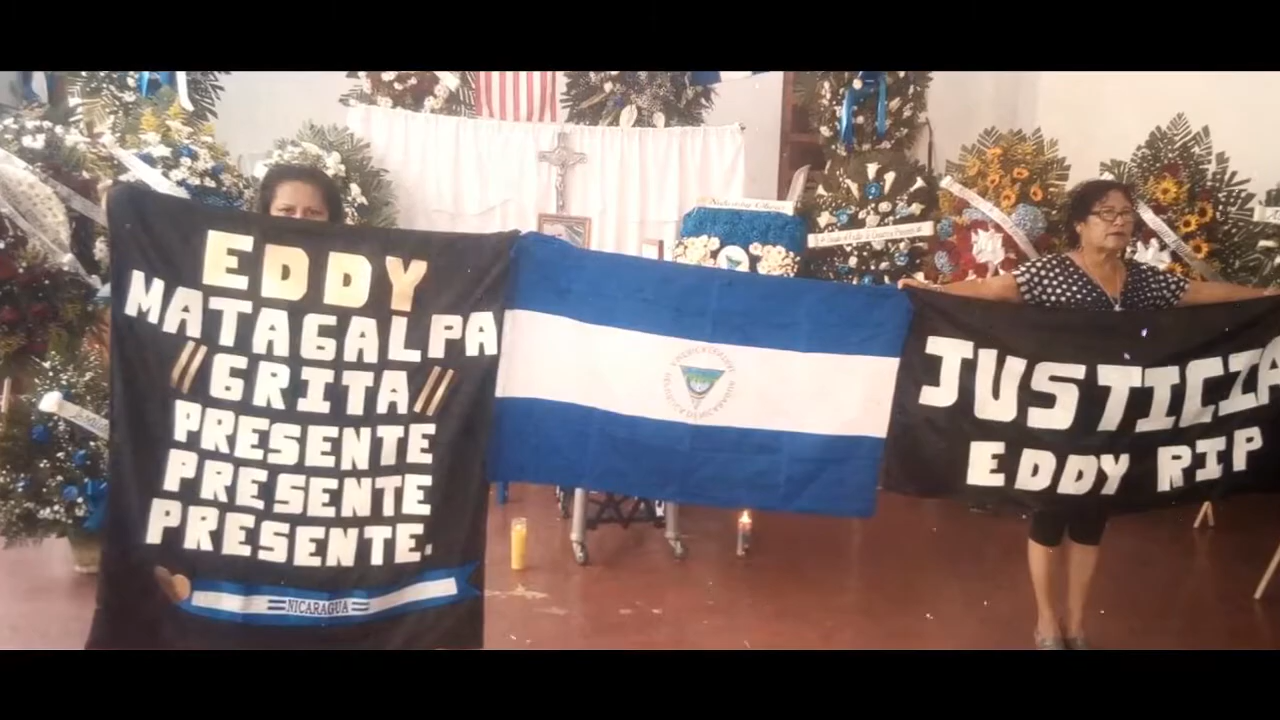 EDDY
MATAGALPA
//GRITA//
PRESENTE
PRESENTE
PRESENTE.
NICARAGUA
JUSTICIA
EDDY RIP